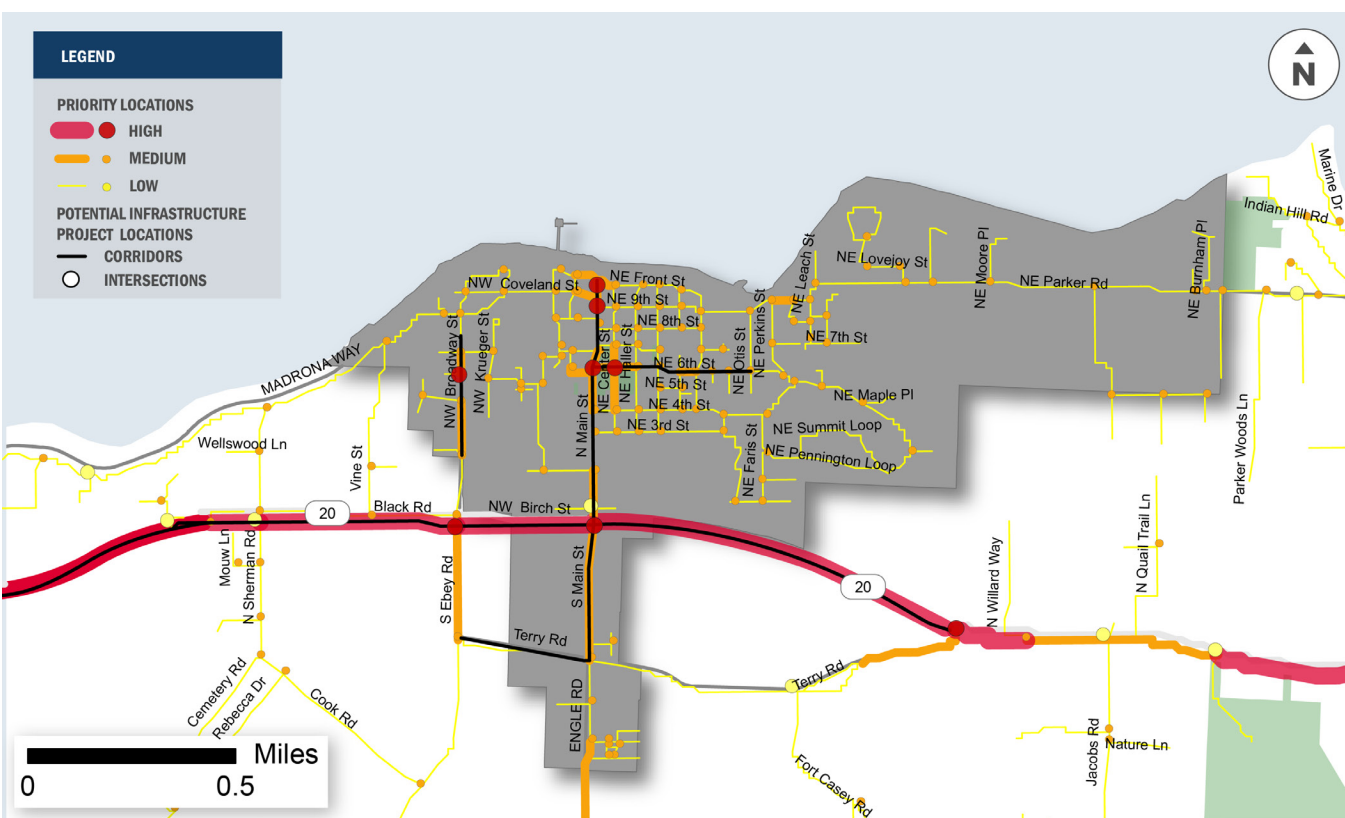 LEGEND
PRIORITY LOCATIONS
HIGH
MEDIUM
LOW
POTENTIAL INFRASTRUCTURE
PROJECT LOCATIONS
CORRIDORS
INTERSECTIONS
N
Marine Dr
Indian Hill Rd
NE Leach St
NE Lovejoy St
NE Moore Pl
NE Parker Rd
NE Burnham Pl
NW Coveland St
NE Front St
NE 9th St
NE 8th St
NE Perkins St
NE 7th St
NW Broadway St
NW Krueger St
NE Center St
NE Haller St
NE 6th St
NE Otis St
NE 5th St
NE 4th St
NE 3rd St
NE Maple Pl
NE Summit Loop
NE Pennington Loop
NE Faris St
N Main St
MADRONA WAY
Wellswood Ln
Vine St
Parker Woods Ln
20
Black Rd
NW Birch St
Mouw Ln
N Sherman Rd
S Ebey Rd
S Main St
20
N Willard Way
N Quail Trail Ln
Terry Rd
Terry Rd
Cemetery Rd
Rebecca Dr
Cook Rd
ENGLE RD
Fort Casey Rd
Jacobs Rd
Nature Ln
Miles
0 0.5